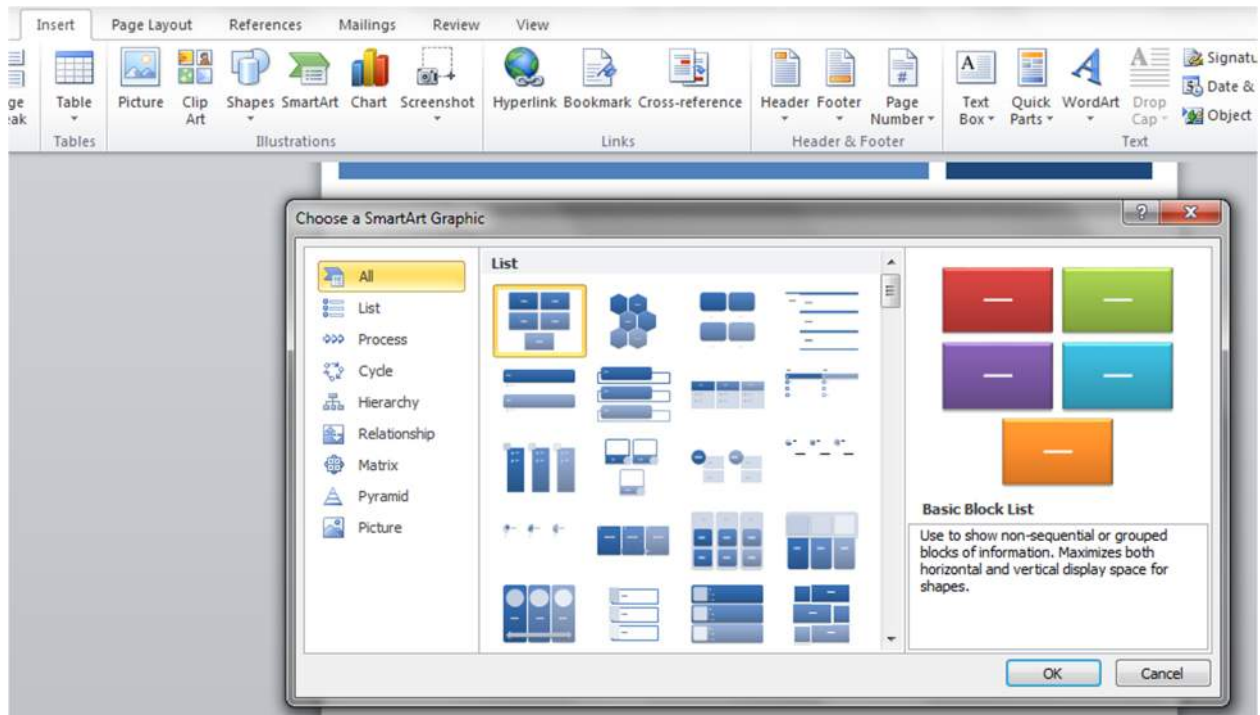 Insert Page Layout References Mailings Review View
Table Picture Clip Art Shapes SmartArt Chart Screenshot Hyperlink Bookmark Cross-reference Header Footer Page Number Text Box Quick Parts WordArt Drop Cap
Date &
Object
Tables Illustrations Links Header & Footer Text
Choose a SmartArt Graphic
All
List
Process
Cycle
Hierarchy
Relationship
Matrix
Pyramid
Picture
List
Basic Block List
Use to show non-sequential or grouped
blocks of information. Maximizes both
horizontal and vertical display space for
shapes.
OK Cancel